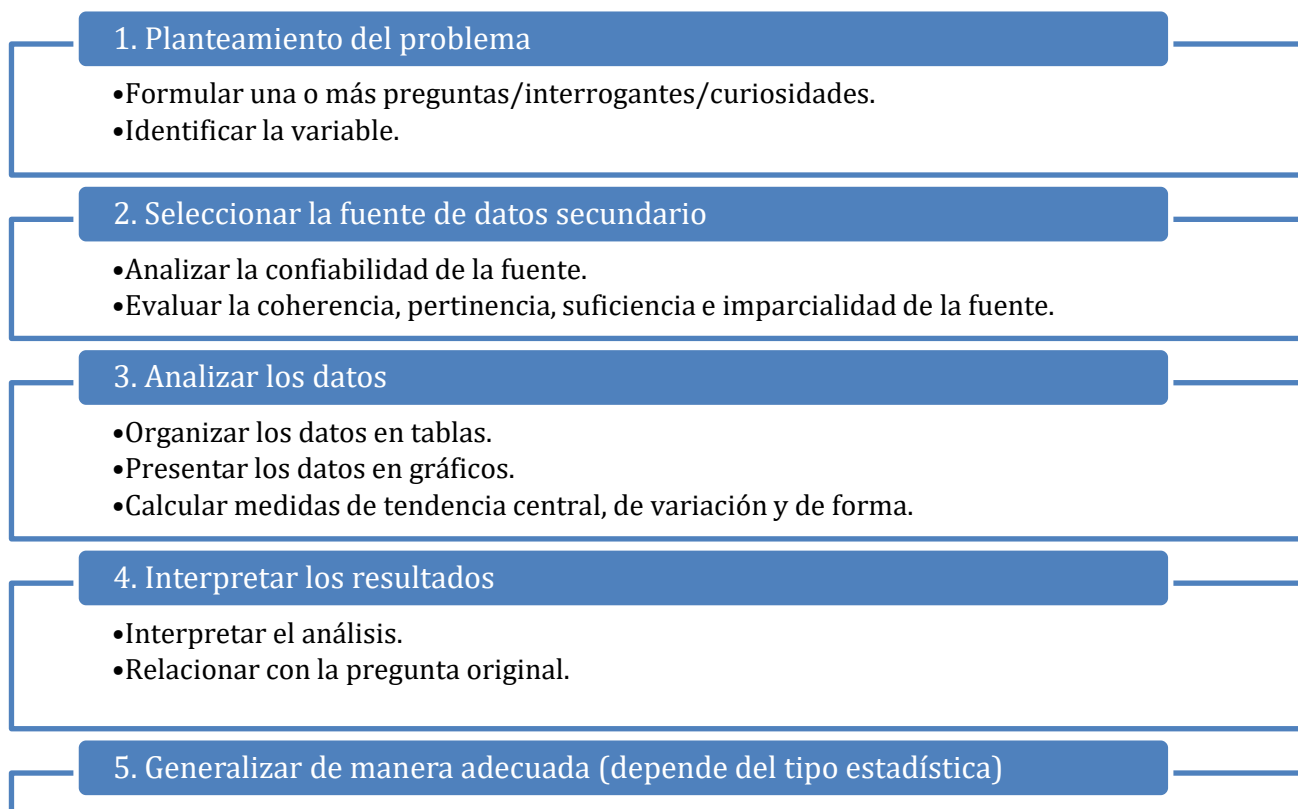 1. Planteamiento del problema
•Formular una o más preguntas/interrogantes/curiosidades.
•Identificar la variable.
2. Seleccionar la fuente de datos secundario
•Analizar la confiabilidad de la fuente.
•Evaluar la coherencia, pertinencia, suficiencia e imparcialidad de la fuente.
3. Analizar los datos
•Organizar los datos en tablas.
•Presentar los datos en gráficos.
•Calcular medidas de tendencia central, de variación y de forma.
4. Interpretar los resultados
•Interpretar el análisis.
•Relacionar con la pregunta original.
5. Generalizar de manera adecuada (depende del tipo estadística)